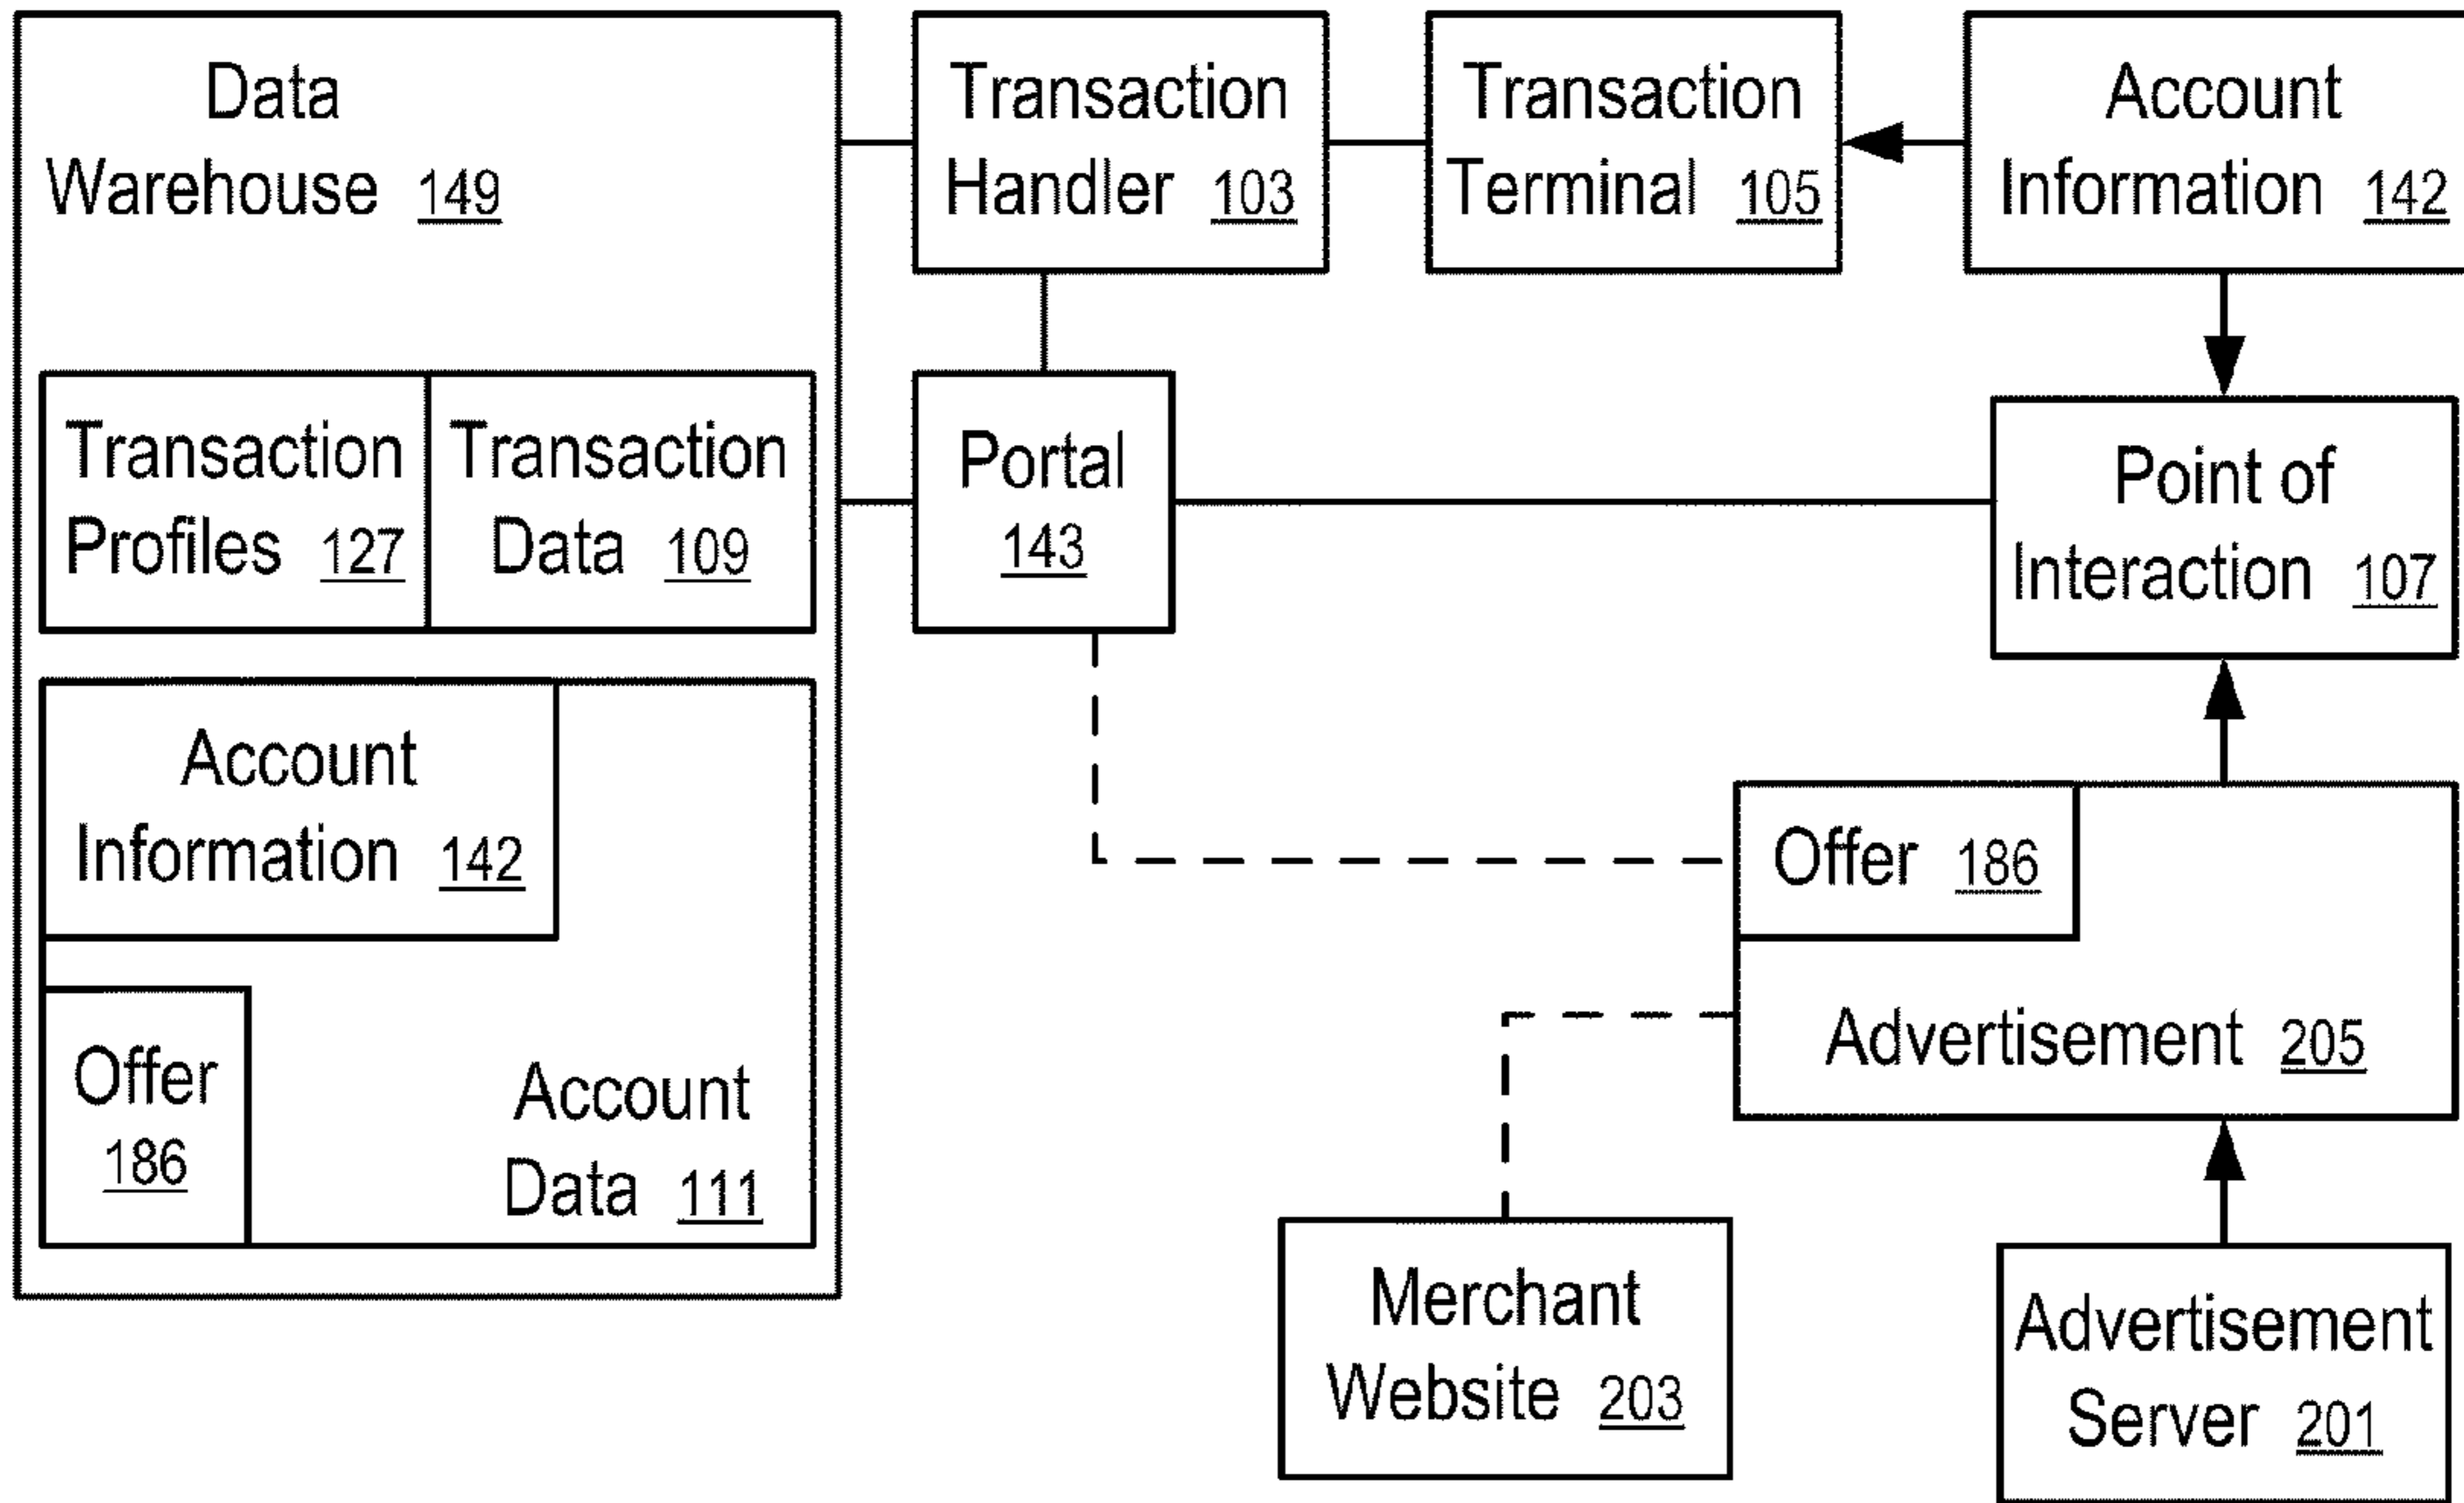 Data
Warehouse 149
Transaction
Handler 103
Transaction
Terminal 105
Account
Information 142
Transaction
Profiles 127
Transaction
Data 109
Portal
143
Point of
Interaction 107
Account
Information 142
Offer
186
Account
Data 111
Offer 186
Advertisement 205
Merchant
Website 203
Advertisement
Server 201